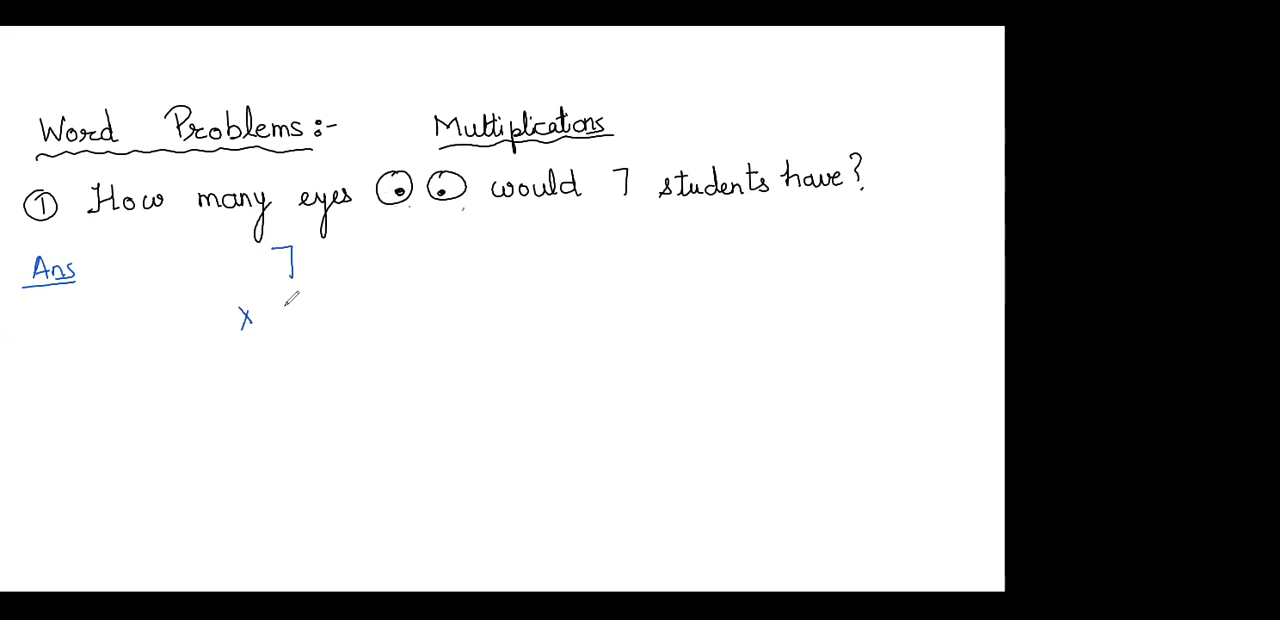 Word Problems :- Multiplications
① How many eyes would 7 students have?
Ans 7
x